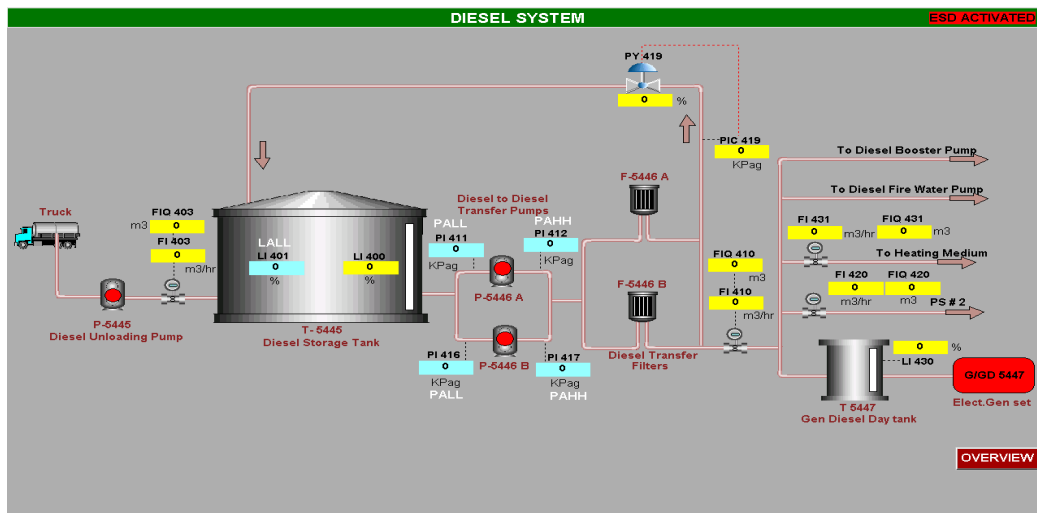 DIESEL SYSTEM
ESD ACTIVATED
PY 419
0 %
PIC 419
0
KPag
To Diesel Booster Pump
To Diesel Fire Water Pump
FI 431
0
m3/hr
FIQ 431
0
m3
To Heating Medium
FI 420
0
m3/hr
FIQ 420
0
m3
PS # 2
Truck
FIQ 403
m3
0
FI 403
0
m3/hr
P-5445
Diesel Unloading Pump
LALL
LI 401
0
%
LI 400
0
T- 5445
Diesel Storage Tank
Diesel to Diesel
Transfer Pumps
PALL
PI 411
0
KPag
PAHH
PI 412
0
KPag
P-5446 A
P-5446 B
PI 416
0
KPag
PALL
PI 417
0
KPag
PAHH
F-5446 A
F-5446 B
Diesel Transfer
Filters
FIQ 410
0
m3
FI 410
0
m3/hr
0 %
LI 430
T 5447
Gen Diesel Day tank
G/GD 5447
Elect.Gen set
OVERVIEW